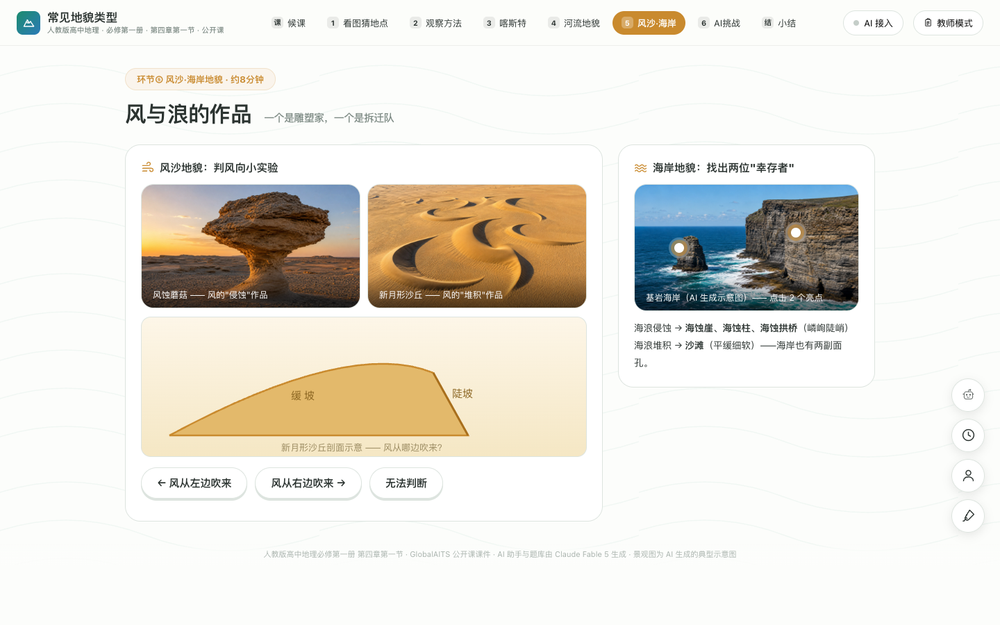 常见地貌类型
人教版高中地理 · 必修第一册 · 第四章第一节 · 公开课
课 候课
1 看图猜地点
2 观察方法
3 喀斯特
4 河流地貌
5 风沙·海岸
6 AI挑战
结 小结
AI 接入
教师模式
环节⑤ 风沙·海岸地貌 · 约8分钟
风与浪的作品
一个是雕塑家，一个是拆迁队
风沙地貌：判风向小实验
风蚀蘑菇 —— 风的"侵蚀"作品
新月形沙丘 —— 风的"堆积"作品
缓 坡
陡坡
新月形沙丘剖面示意 —— 风从哪边吹来?
← 风从左边吹来
风从右边吹来 →
无法判断
海岸地貌：找出两位"幸存者"
基岩海岸（AI 生成示意图）—— 点击 2 个亮点
海浪侵蚀 → 海蚀崖、海蚀柱、海蚀拱桥（嶙峋陡峭）
海浪堆积 → 沙滩（平缓细软）——海岸也有两副面
孔。
人教版高中地理必修第一册 第四章第一节 · GlobalAITS 公开课课件 · AI 助手与题库由 Claude Fable 5 生成 · 景观图为 AI 生成的典型示意图